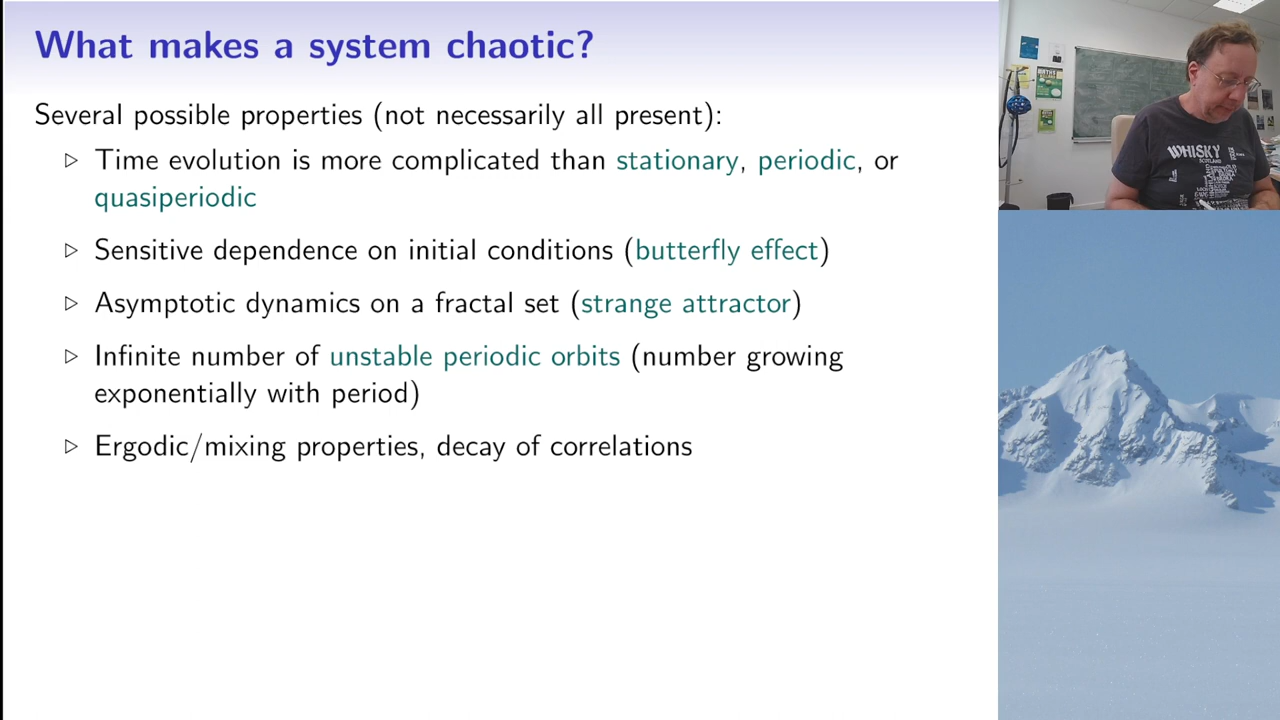 What makes a system chaotic?
Several possible properties (not necessarily all present):
▷ Time evolution is more complicated than stationary, periodic, or
quasiperiodic
▷ Sensitive dependence on initial conditions (butterfly effect)
▷ Asymptotic dynamics on a fractal set (strange attractor)
▷ Infinite number of unstable periodic orbits (number growing
exponentially with period)
▷ Ergodic/mixing properties, decay of correlations
WHISKY
SCOTLAND